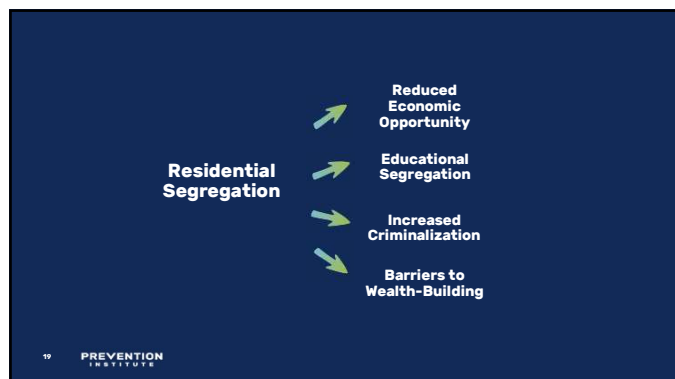 Reduced
Economic
Opportunity
Residential
Segregation
Educational
Segregation
Increased
Criminalization
Barriers to
Wealth-Building
19
PREVENTION
INSTITUTE